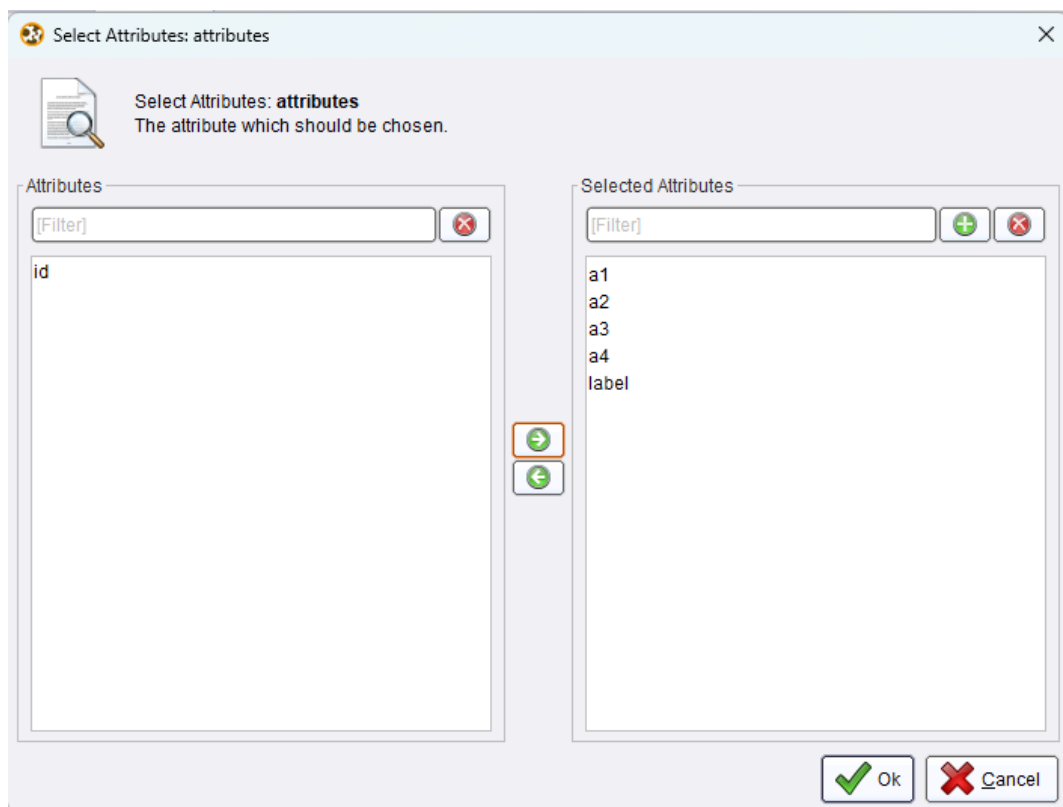 Select Attributes: attributes
Select Attributes: attributes
The attribute which should be chosen.
Attributes
[Filter]
id
Selected Attributes
[Filter]
a1
a2
a3
a4
label
Ok
Cancel